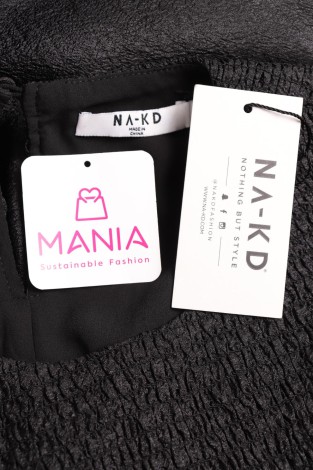 NA-KD
MADE IN
CHINA
MANIA
Sustainable Fashion
NA-KD
NOTHING BUT STYLE
@NAKDFASHION
WWW.NA-KD.COM